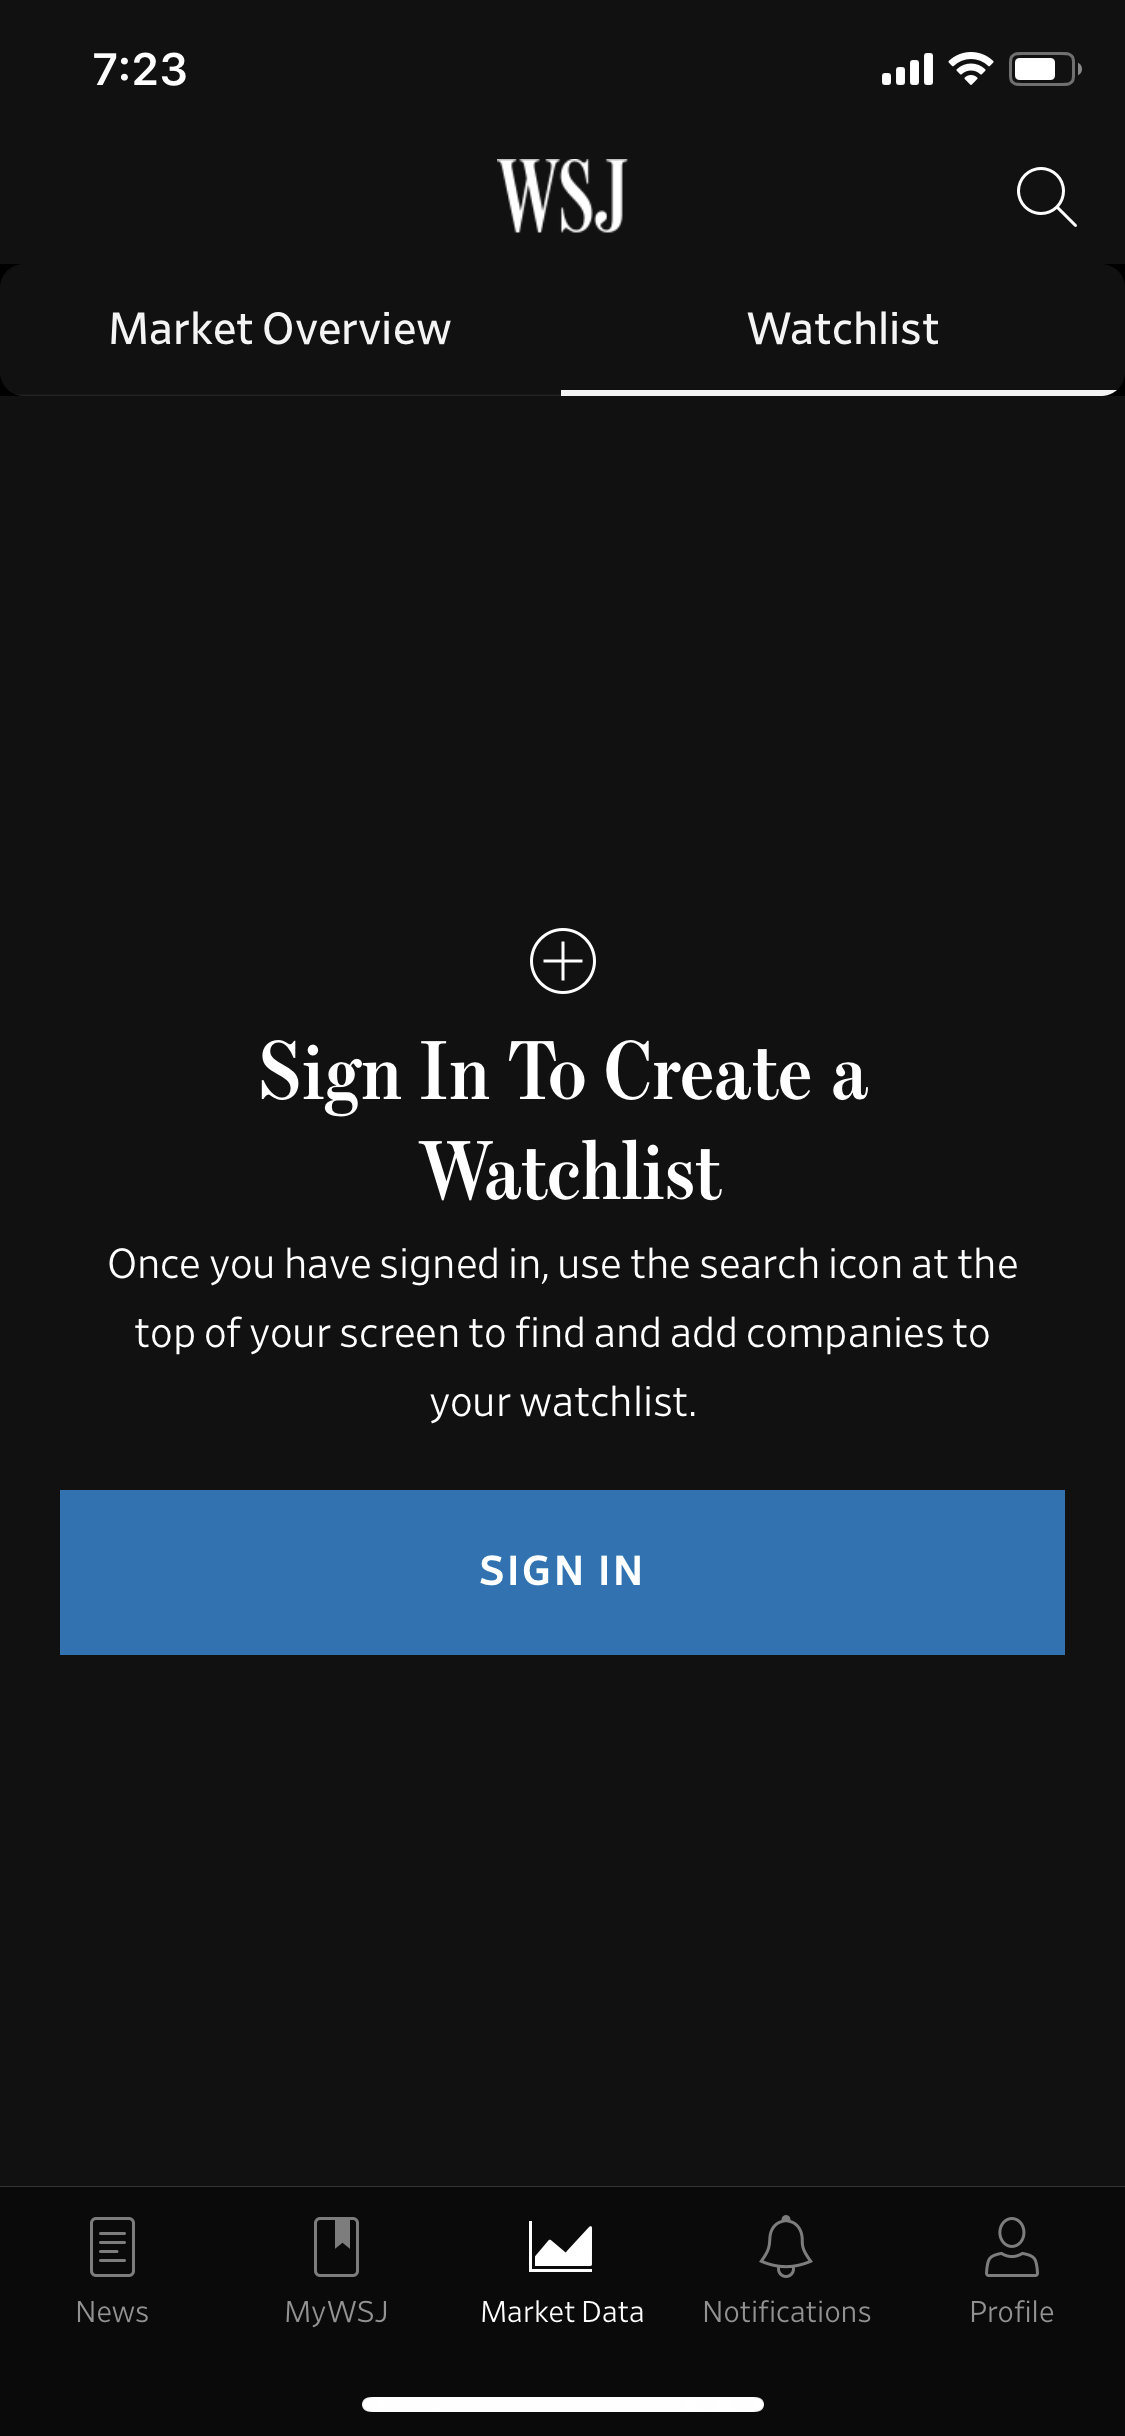 7:23
WSJ
Market Overview
Watchlist
Sign In To Create a
Watchlist
Once you have signed in, use the search icon at the
top of your screen to find and add companies to
your watchlist.
SIGN IN
News
MyWSJ
Market Data
Notifications
Profile